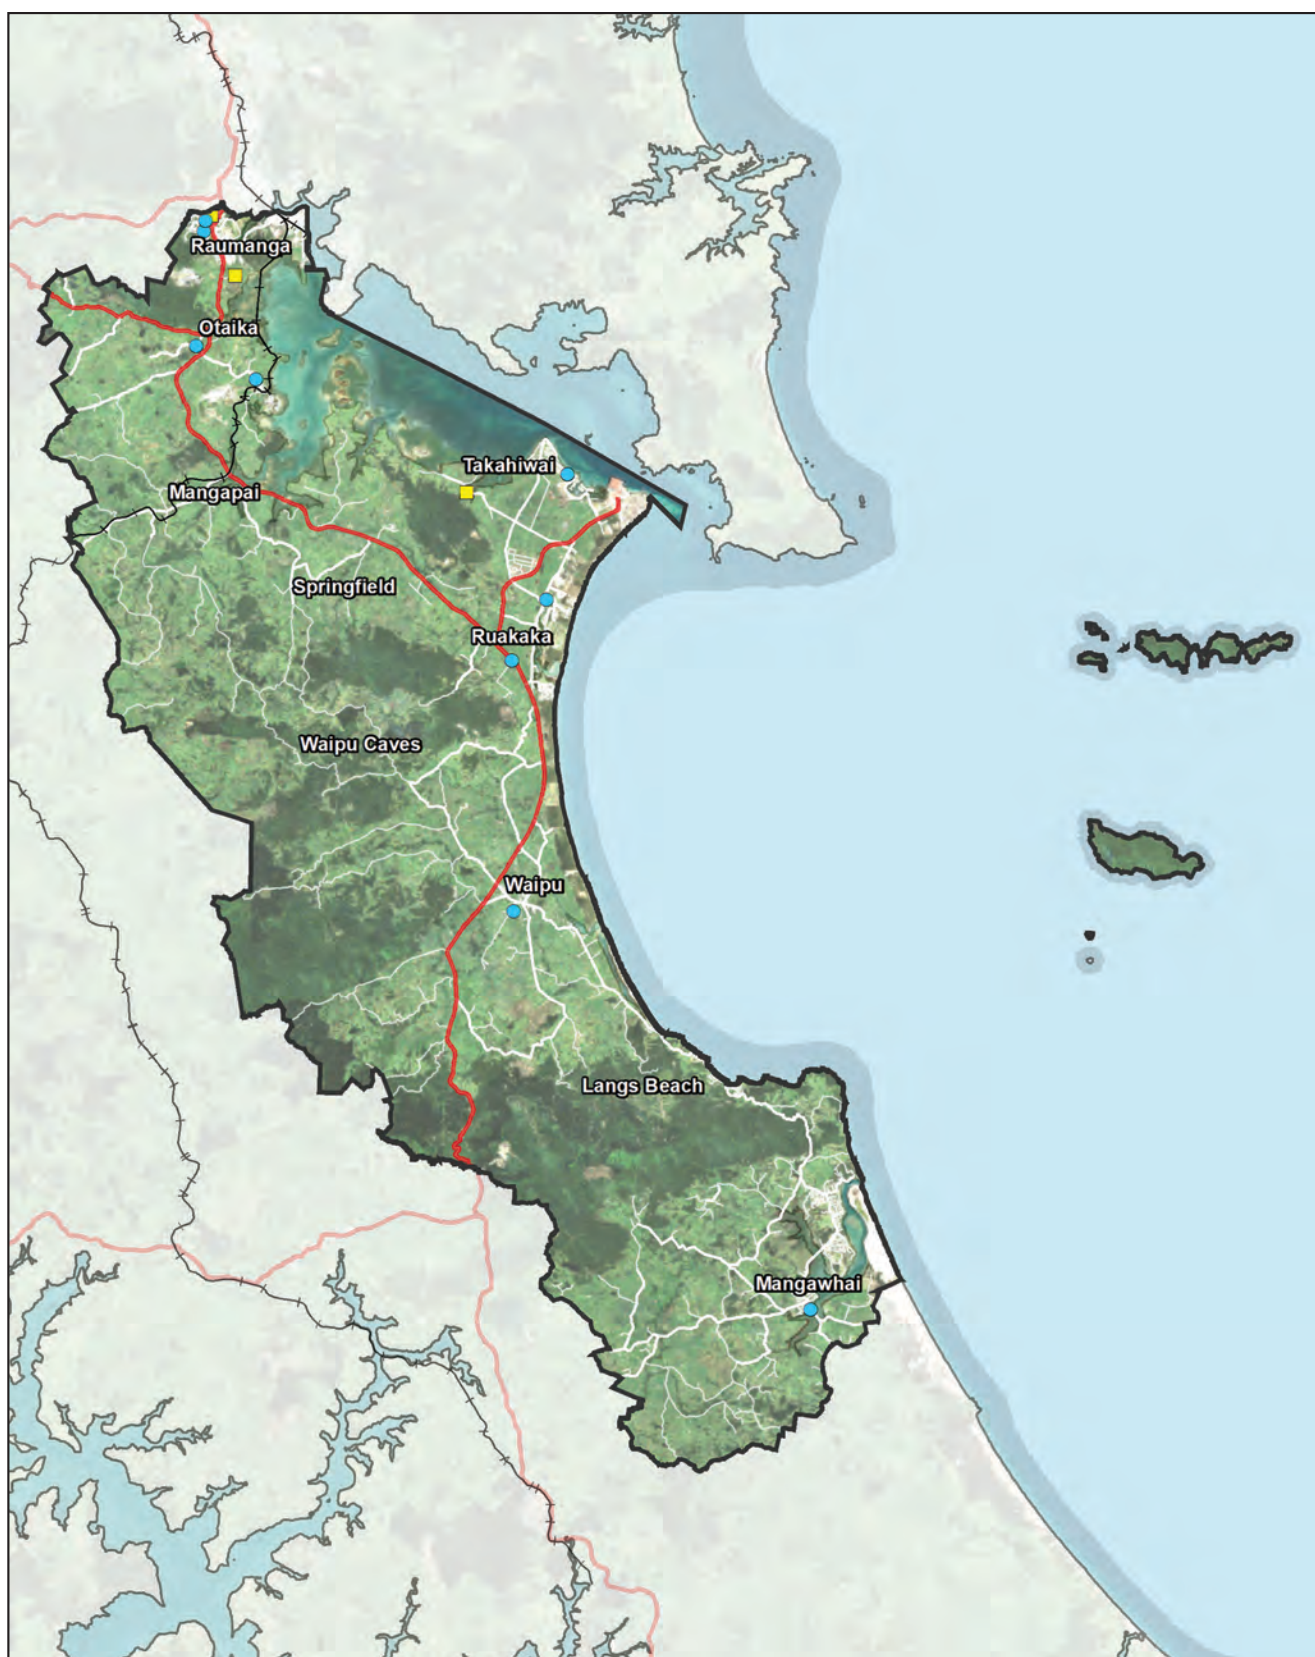 Raumanga
Otaika
Takahiwai
Mangapai
Springfield
Ruakaka
Waipu Caves
Waipu
Langs Beach
Mangawhai